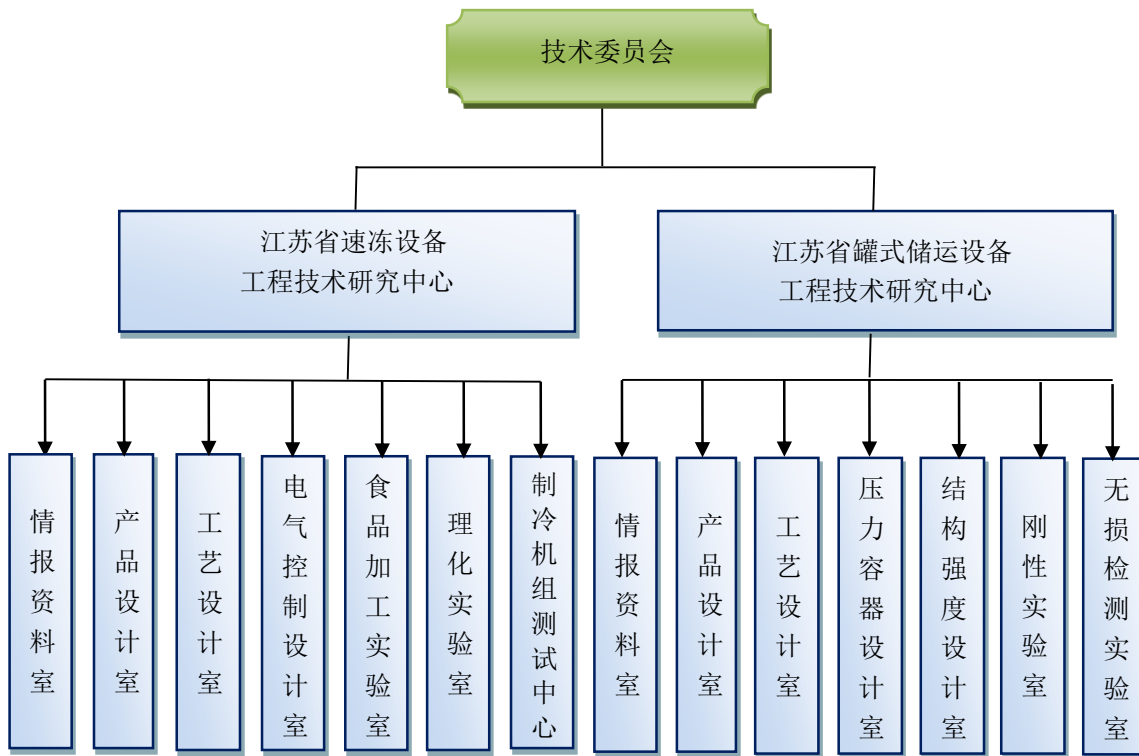 技术委员会
江苏省速冻设备
工程技术研究中心
江苏省罐式储运设备
工程技术研究中心
情报资料室
产品设计室
工艺设计室
电气控制设计室
食品加工实验室
理化实验室
制冷机组测试中心
情报资料室
产品设计室
工艺设计室
压力容器设计室
结构强度设计室
刚性实验室
无损检测实验室